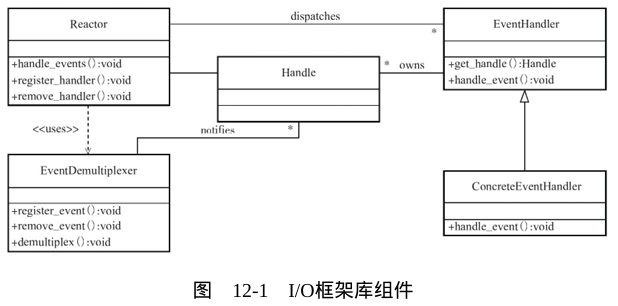 Reactor
+handle_events():void
+register_handler():void
+remove_handler():void
dispatches
*
EventHandler
+get_handle():Handle
+handle_event():void
Handle
* owns
<<uses>>
notifies
*
EventDemultiplexer
+register_event():void
+remove_event():void
+demultiplex():void
ConcreteEventHandler
+handle_event():void
图 12-1 I/O框架库组件